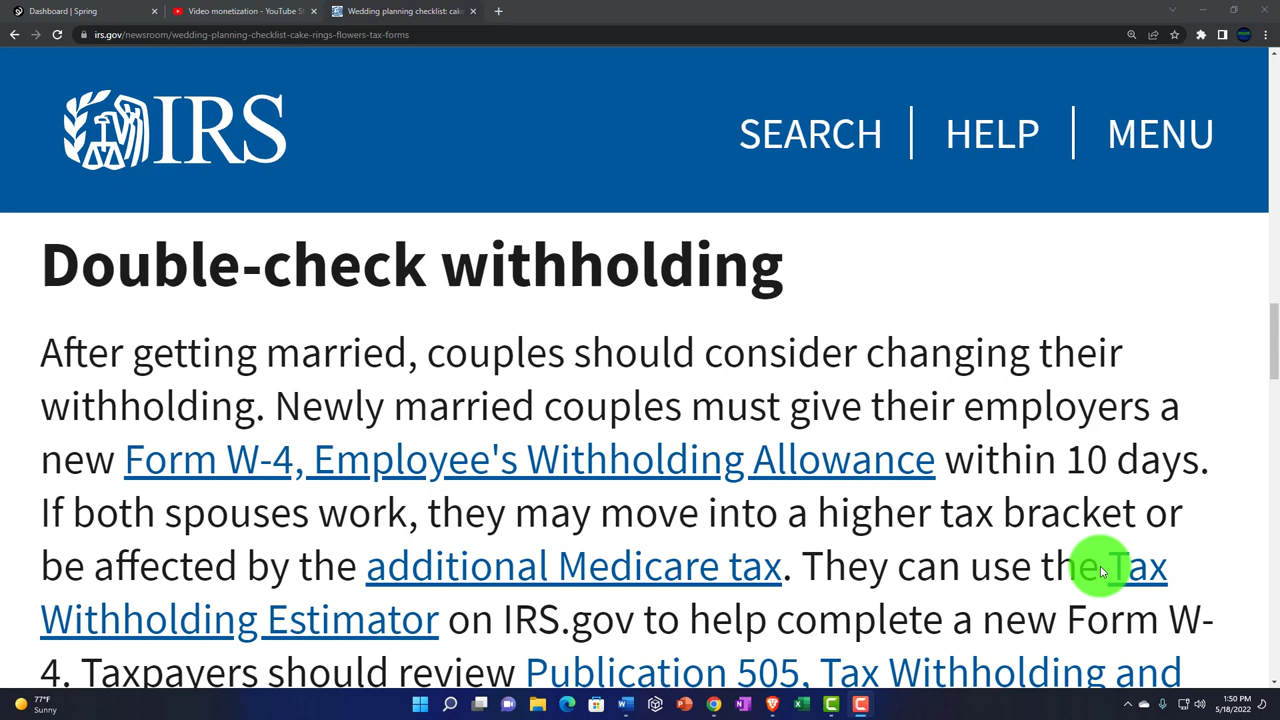 Dashboard | Spring
Video monetization - YouTube St
Wedding planning checklist: cake
irs.gov/newsroom/wedding-planning-checklist-cake-rings-flowers-tax-forms
IRS
SEARCH | HELP | MENU
Double-check withholding
After getting married, couples should consider changing their
withholding. Newly married couples must give their employers a
new Form W-4, Employee's Withholding Allowance within 10 days.
If both spouses work, they may move into a higher tax bracket or
be affected by the additional Medicare tax. They can use the Tax
Withholding Estimator on IRS.gov to help complete a new Form W-
4. Taxpayers should review Publication 505, Tax Withholding and
77°F
Sunny
1:50 PM
5/18/2022